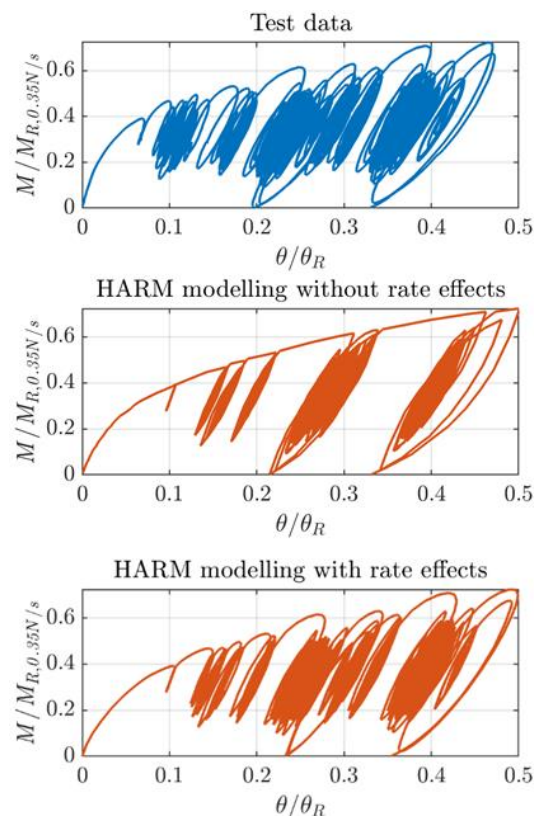 Test data
M/M_{R,0.35N/s}
0.6
0.4
0.2
0
0 0.1 0.2 0.3 0.4 0.5
θ/θ_R
HARM modelling without rate effects
M/M_{R,0.35N/s}
0.6
0.4
0.2
0
0 0.1 0.2 0.3 0.4 0.5
θ/θ_R
HARM modelling with rate effects
M/M_{R,0.35N/s}
0.6
0.4
0.2
0
0 0.1 0.2 0.3 0.4 0.5
θ/θ_R